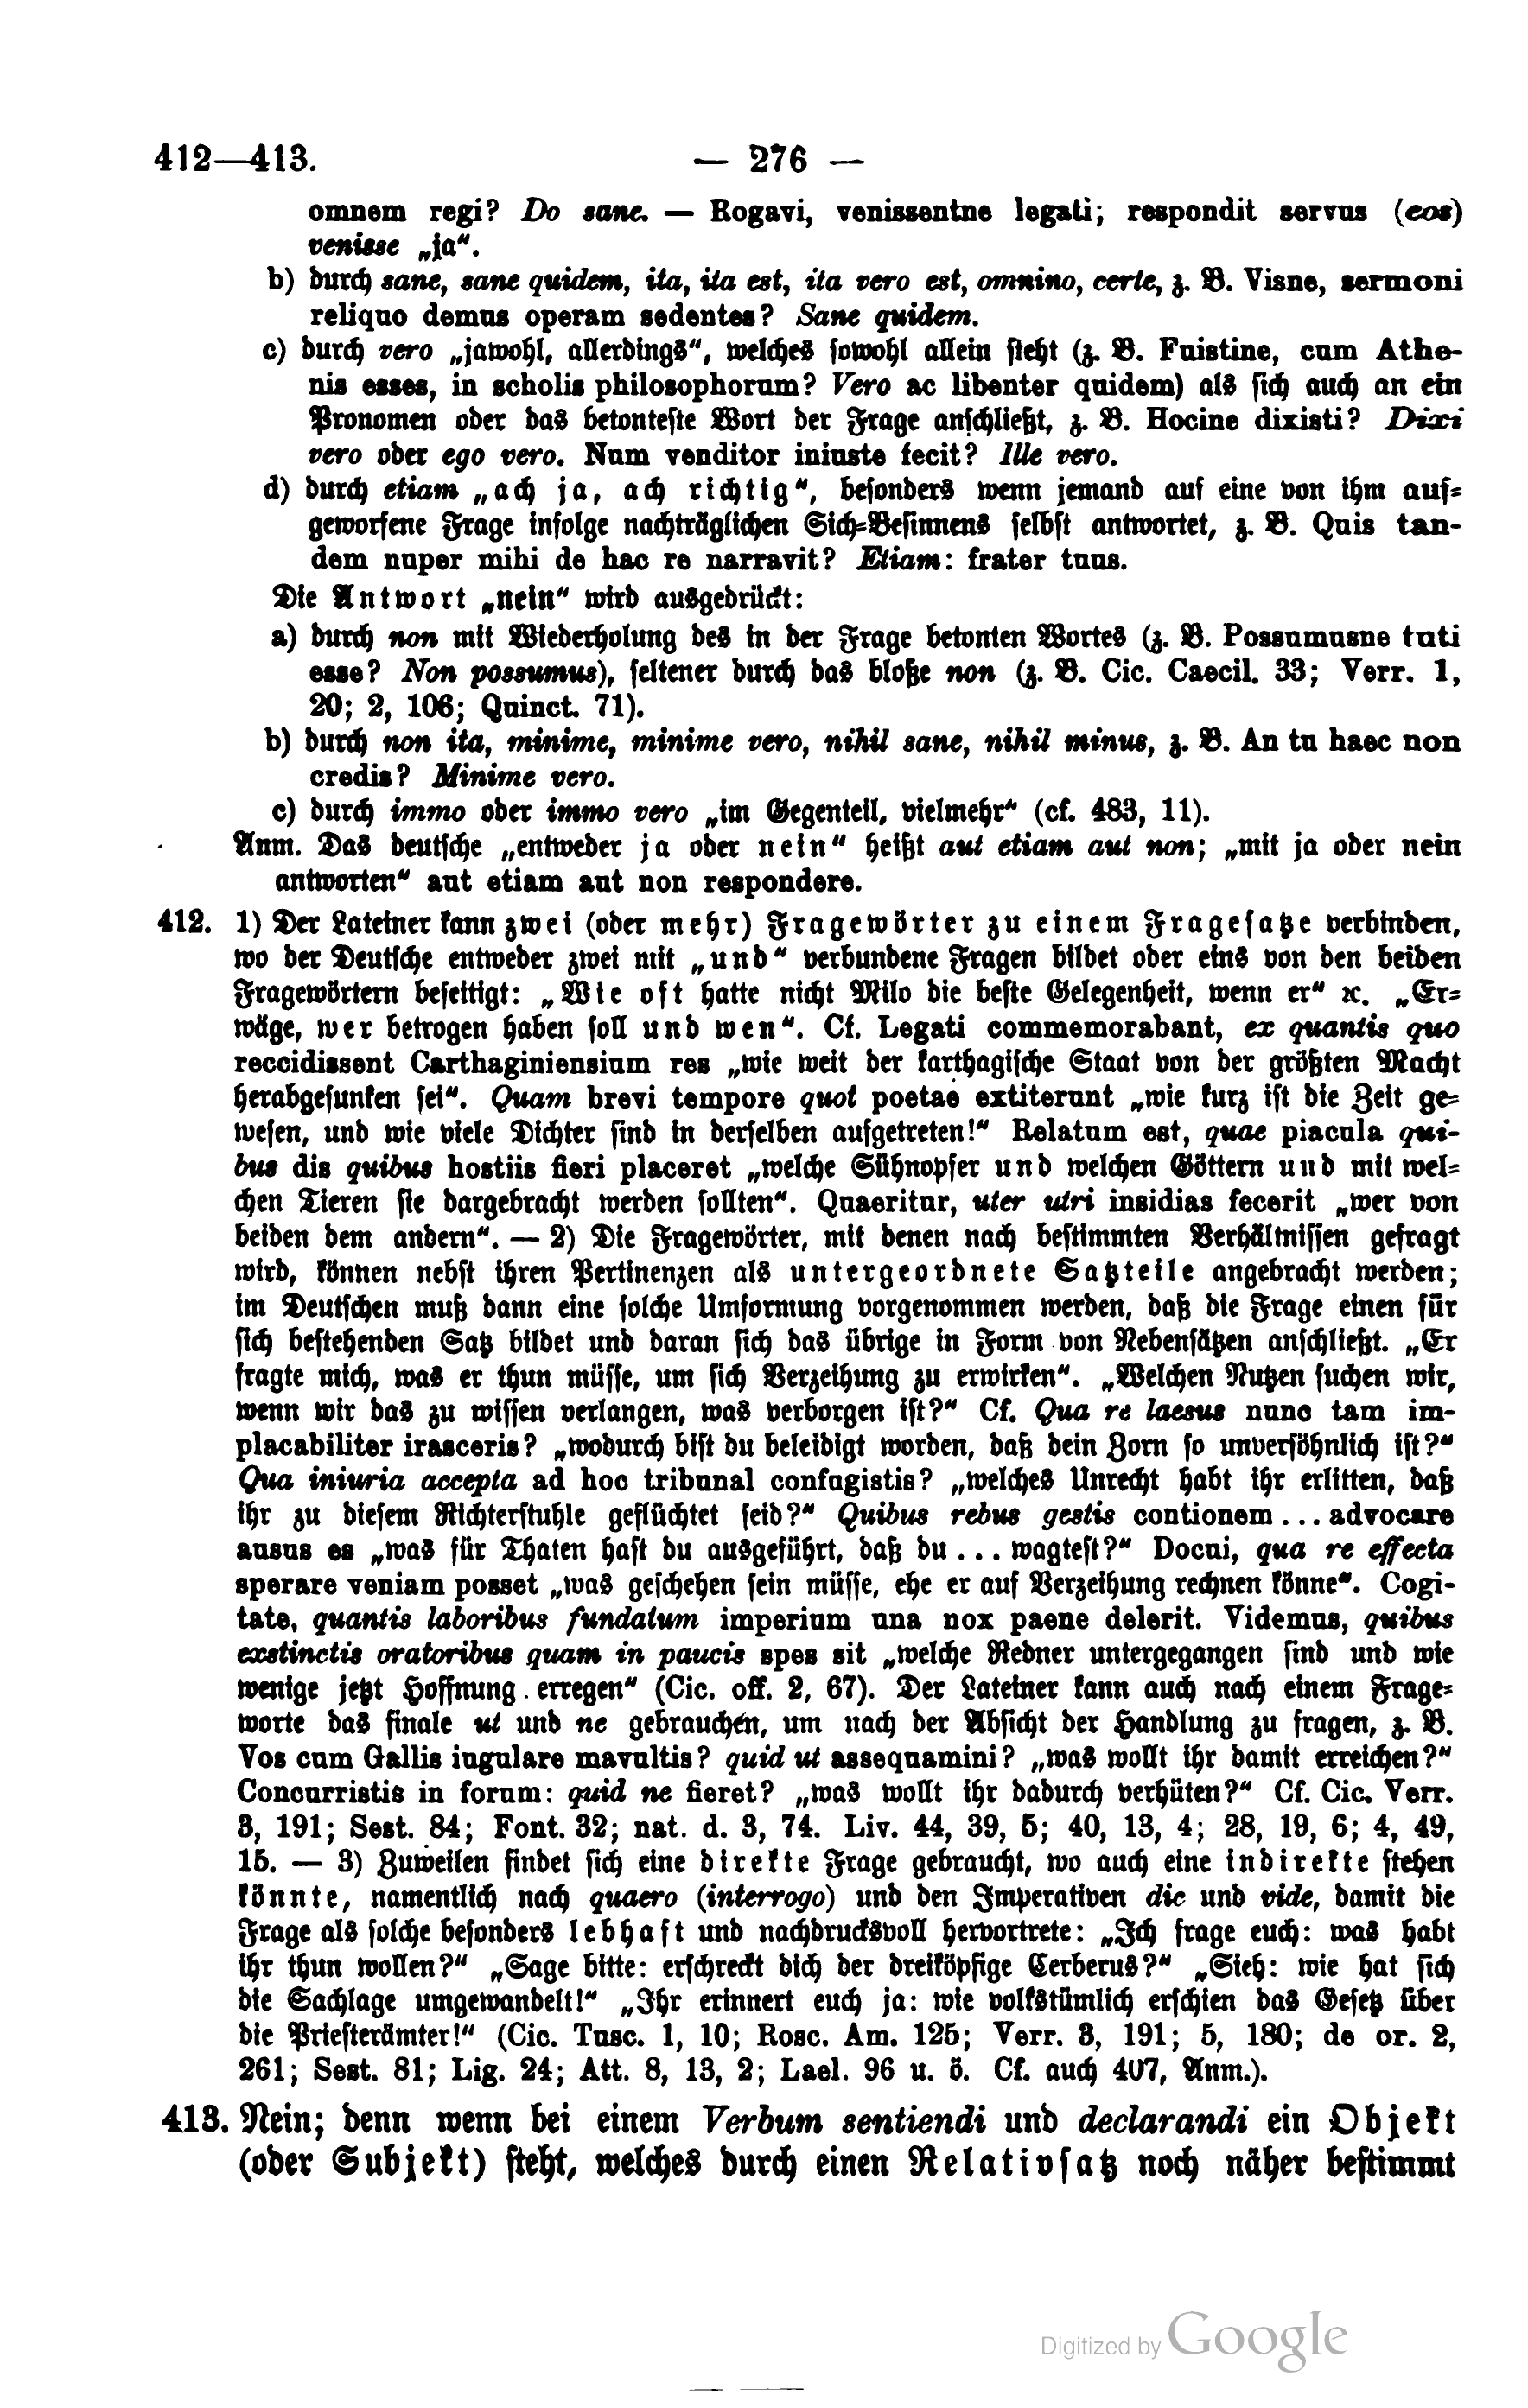 412—413. — 276 —
omnem regi? Do sane. — Rogavi, venissentne legati; respondit servus (eos)
venisse „ja“.
b) durch sane, sane quidem, ita, ita est, ita vero est, omnino, certe, z. B. Visne, sermoni
reliquo demus operam sedentes? Sane quidem.
c) durch vero „jawohl, allerdings“, welches sowohl allein steht (z. B. Fuistine, cum Athe-
nis esses, in scholis philosophorum? Vero ac libenter quidem) als sich auch an ein
Pronomen oder das betonteste Wort der Frage anschließt, z. B. Hocine dixisti? Dixi
vero oder ego vero. Num venditor iniuste fecit? Ille vero.
d) durch etiam „ach ja, ach richtig“, besonders wenn jemand auf eine von ihm auf-
geworfene Frage infolge nachträglichen Sich-Besinnens selbst antwortet, z. B. Quis tan-
dem nuper mihi de hac re narravit? Etiam: frater tuus.
Die Antwort „nein“ wird ausgedrückt:
a) durch non mit Wiederholung des in der Frage betonten Wortes (z. B. Possumusne tuti
esse? Non possumus), seltener durch das bloße non (z. B. Cic. Caecil. 33; Verr. 1,
20; 2, 106; Quinct. 71).
b) durch non ita, minime, minime vero, nihil sane, nihil minus, z. B. An tu haec non
credis? Minime vero.
c) durch immo oder immo vero „im Gegenteil, vielmehr“ (cf. 483, 11).
Anm. Das deutsche „entweder ja oder nein“ heißt aut etiam aut non; „mit ja oder nein
antworten“ aut etiam aut non respondere.
412. 1) Der Lateiner kann zwei (oder mehr) Fragewörter zu einem Fragesatze verbinden,
wo der Deutsche entweder zwei mit „und“ verbundene Fragen bildet oder eins von den beiden
Fragewörtern beseitigt: „Wie oft hatte nicht Milo die beste Gelegenheit, wenn er“ ꝛc. „Er-
wäge, wer betrogen haben soll und wen“. Cf. Legati commemorabant, ex quantis quo
reccidissent Carthaginiensium res „wie weit der karthagische Staat von der größten Macht
herabgesunken sei“. Quam brevi tempore quot poetae extiterunt „wie kurz ist die Zeit ge-
wesen, und wie viele Dichter sind in derselben aufgetreten!“ Relatum est, quae piacula qui-
bus dis quibus hostiis fieri placeret „welche Sühnopfer und welchen Göttern und mit wel-
chen Tieren sie dargebracht werden sollten“. Quaeritur, uter utri insidias fecerit „wer von
beiden dem andern“. — 2) Die Fragewörter, mit denen nach bestimmten Verhältnissen gefragt
wird, können nebst ihren Pertinenzen als untergeordnete Satzteile angebracht werden;
im Deutschen muß dann eine solche Umformung vorgenommen werden, daß die Frage einen für
sich bestehenden Satz bildet und daran sich das übrige in Form von Nebensätzen anschließt. „Er
fragte mich, was er thun müsse, um sich Verzeihung zu erwirken“. „Welchen Nutzen suchen wir,
wenn wir das zu wissen verlangen, was verborgen ist?“ Cf. Qua re laesus nunc tam im-
placabiliter irasceris? „wodurch bist du beleidigt worden, daß dein Zorn so unversöhnlich ist?“
Qua iniuria accepta ad hoc tribunal confugistis? „welches Unrecht habt ihr erlitten, daß
ihr zu diesem Richterstuhle geflüchtet seid?“ Quibus rebus gestis contionem ... advocare
ausus es „was für Thaten hast du ausgeführt, daß du ... wagtest?“ Docui, qua re effecta
sperare veniam posset „was geschehen sein müsse, ehe er auf Verzeihung rechnen könne“. Cogi-
tate, quantis laboribus fundatum imperium una nox paene delerit. Videmus, quibus
exstinctis oratoribus quam in paucis spes sit „welche Redner untergegangen sind und wie
wenige jetzt Hoffnung erregen“ (Cic. off. 2, 67). Der Lateiner kann auch nach einem Frage-
worte das finale ut und ne gebrauchen, um nach der Absicht der Handlung zu fragen, z. B.
Vos cum Gallis iugulare mavultis? quid ut assequamini? „was wollt ihr damit erreichen?“
Concurristis in forum: quid ne fieret? „was wollt ihr dadurch verhüten?“ Cf. Cic. Verr.
3, 191; Sest. 84; Font. 32; nat. d. 3, 74. Liv. 44, 39, 5; 40, 13, 4; 28, 19, 6; 4, 49,
15. — 3) Zuweilen findet sich eine direkte Frage gebraucht, wo auch eine indirekte stehen
könnte, namentlich nach quaero (interrogo) und den Imperativen dic und vide, damit die
Frage als solche besonders lebhaft und nachdrucksvoll hervortrete: „Ich frage euch: was habt
ihr thun wollen?“ „Sage bitte: erschreckt dich der dreiköpfige Cerberus?“ „Sieh: wie hat sich
die Sachlage umgewandelt!“ „Ihr erinnert euch ja: wie volkstümlich erschien das Gesetz über
die Priesterämter!“ (Cic. Tusc. 1, 10; Rosc. Am. 125; Verr. 3, 191; 5, 180; de or. 2,
261; Sest. 81; Lig. 24; Att. 8, 13, 2; Lael. 96 u. ö. Cf. auch 407, Anm.).
413. Nein; denn wenn bei einem Verbum sentiendi und declarandi ein Objekt
(oder Subjekt) steht, welches durch einen Relativsatz noch näher bestimmt
Digitized by Google